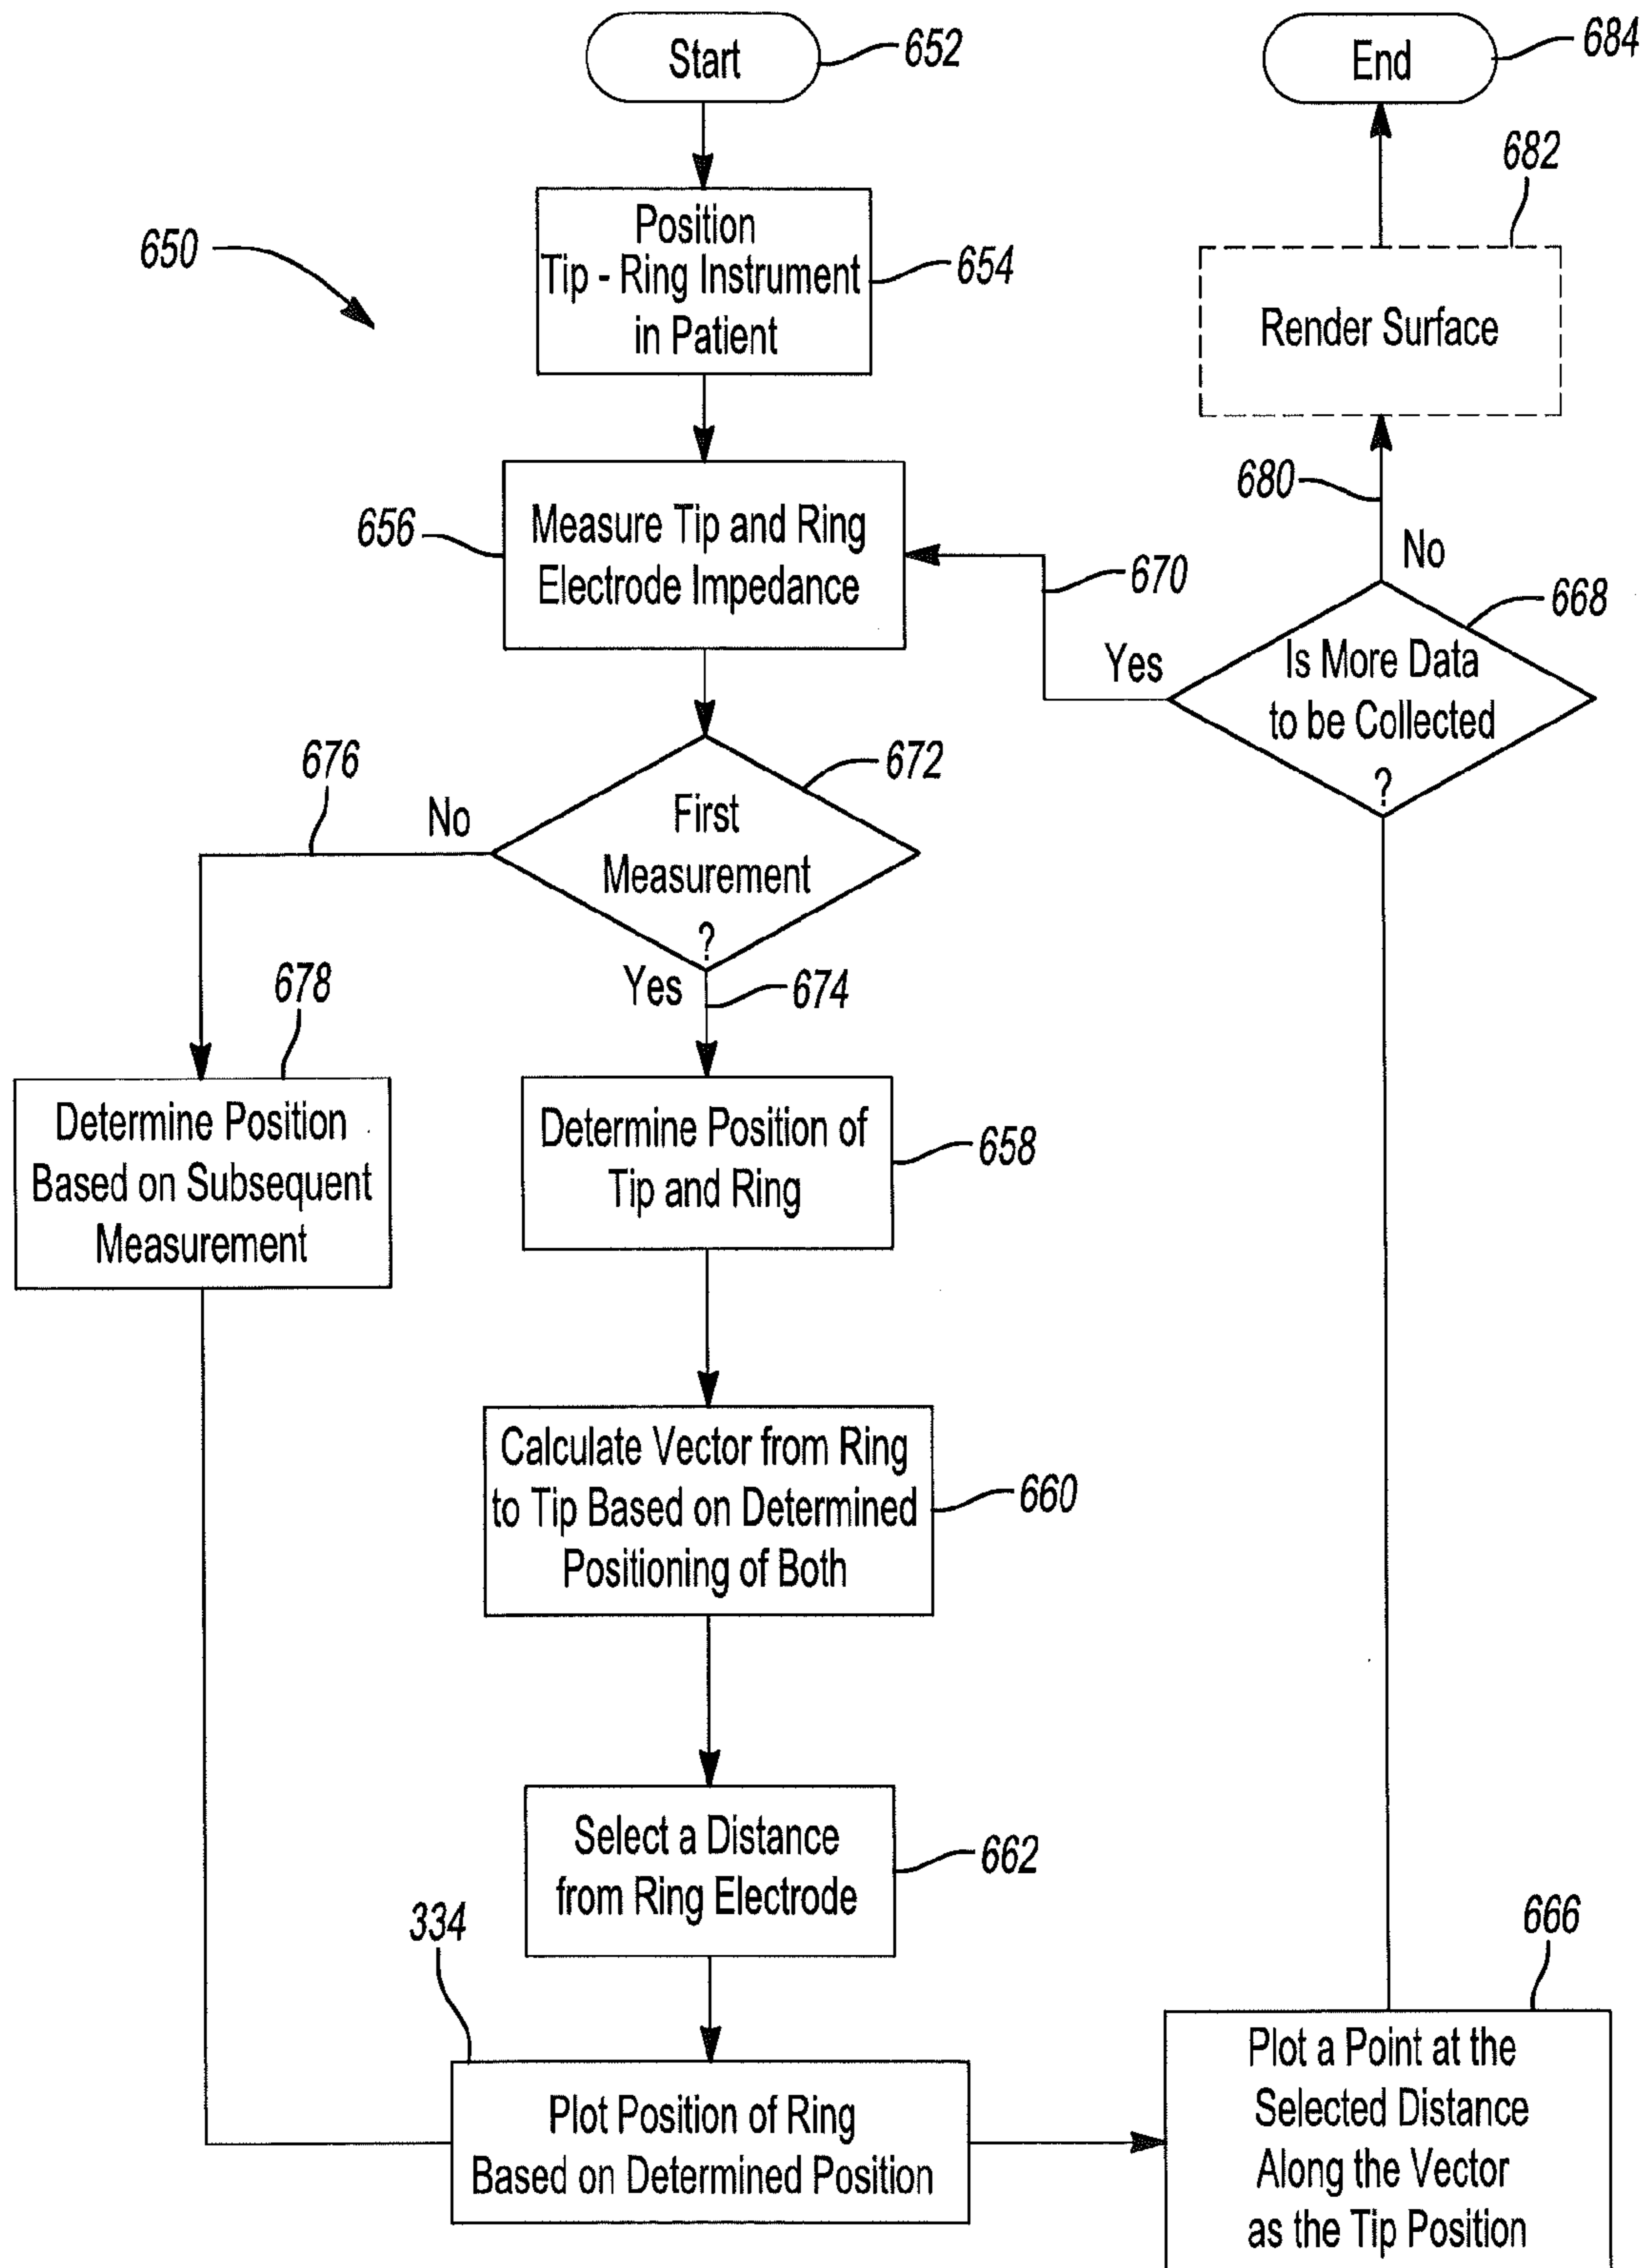 Start
652
Position
Tip - Ring Instrument
in Patient
654
650
Measure Tip and Ring
Electrode Impedance
656
First
Measurement
?
672
No
676
Yes
674
Determine Position
Based on Subsequent
Measurement
678
Determine Position of
Tip and Ring
658
Calculate Vector from Ring
to Tip Based on Determined
Positioning of Both
660
Select a Distance
from Ring Electrode
662
334
Plot Position of Ring
Based on Determined Position
666
Plot a Point at the
Selected Distance
Along the Vector
as the Tip Position
Is More Data
to be Collected
?
668
Yes
670
No
680
Render Surface
682
End
684